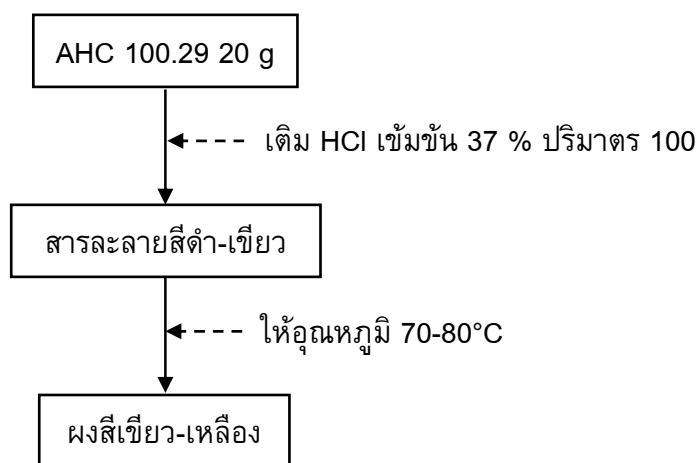 AHC 100.29 20 g
เติม HCl เข้มข้น 37 % ปริมาตร 100
สารละลายสีดำ-เขียว
ให้อุณหภูมิ 70-80°C
ผงสีเขียว-เหลือง